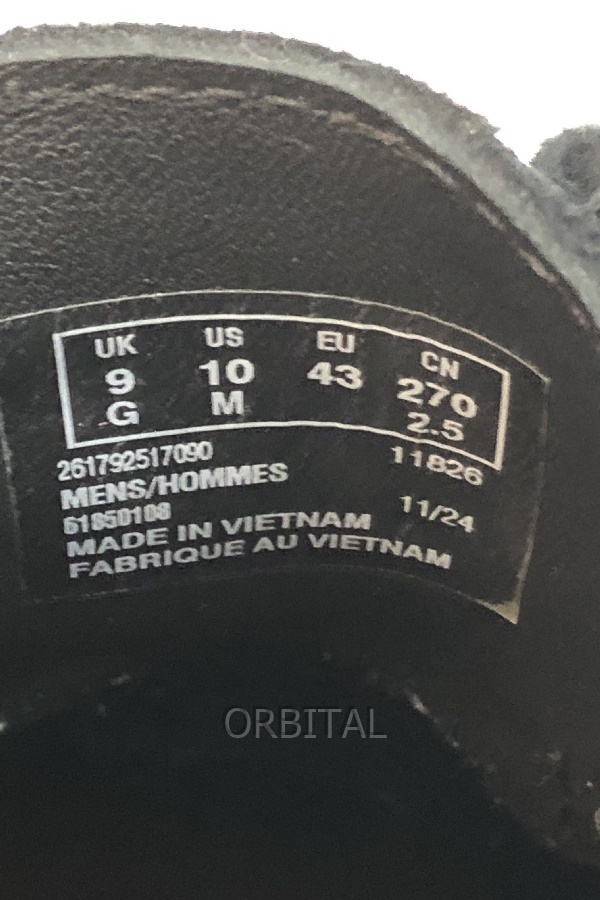 UK US EU CN
9 10 43 270
G M 2.5
261792517090 11826
MENS/HOMMES
61850108 11/24
MADE IN VIETNAM
FABRIQUE AU VIETNAM
ORBITAL